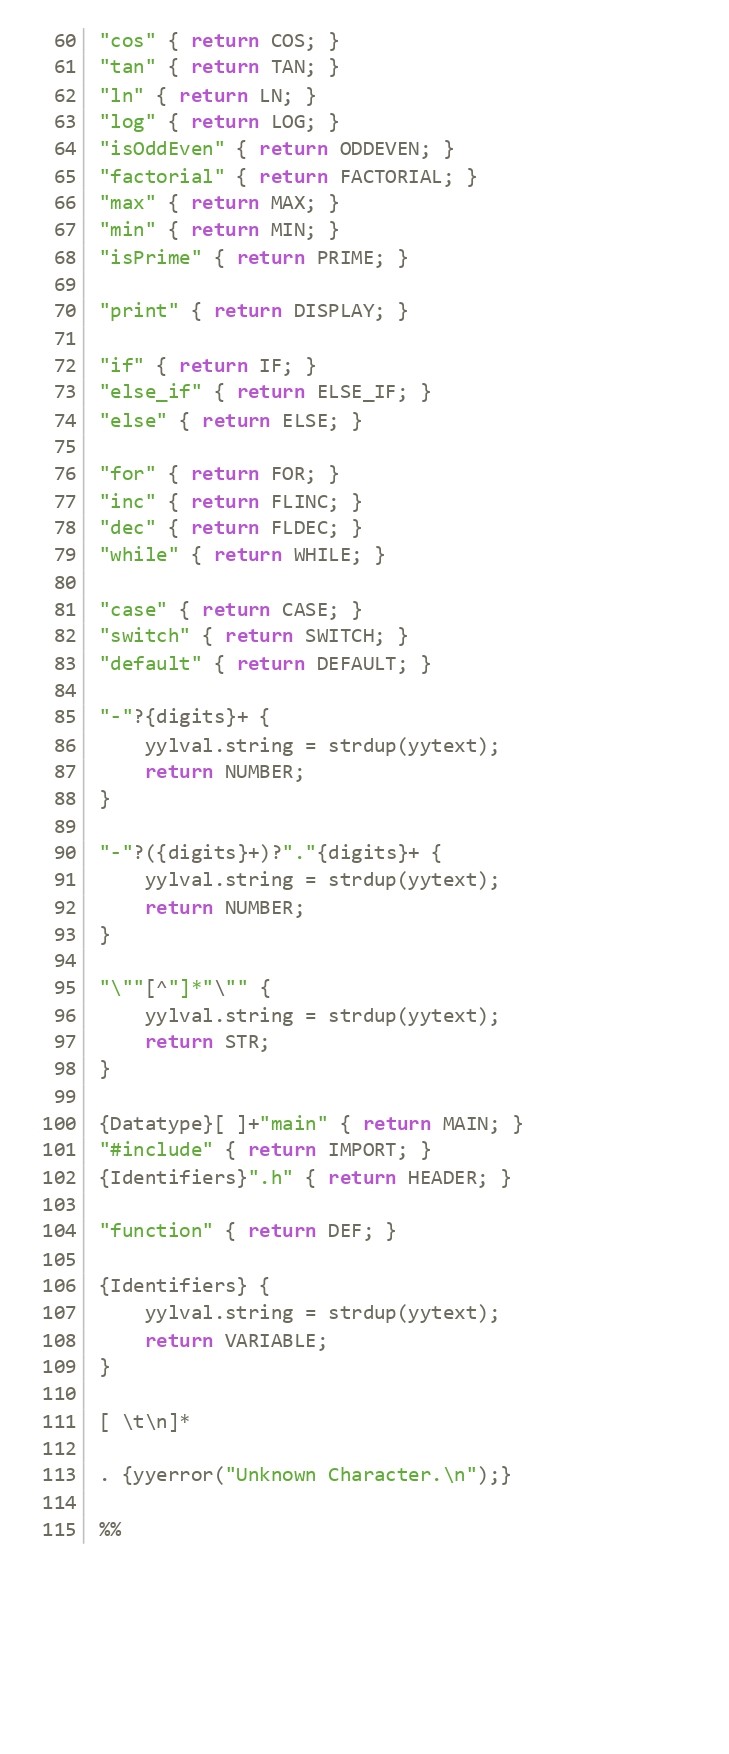 60 "cos" { return COS; }
61 "tan" { return TAN; }
62 "ln" { return LN; }
63 "log" { return LOG; }
64 "isOddEven" { return ODDEVEN; }
65 "factorial" { return FACTORIAL; }
66 "max" { return MAX; }
67 "min" { return MIN; }
68 "isPrime" { return PRIME; }
69
70 "print" { return DISPLAY; }
71
72 "if" { return IF; }
73 "else_if" { return ELSE_IF; }
74 "else" { return ELSE; }
75
76 "for" { return FOR; }
77 "inc" { return FLINC; }
78 "dec" { return FLDEC; }
79 "while" { return WHILE; }
80
81 "case" { return CASE; }
82 "switch" { return SWITCH; }
83 "default" { return DEFAULT; }
84
85 "-"?{digits}+ {
86     yylval.string = strdup(yytext);
87     return NUMBER;
88 }
89
90 "-"?({digits}+)?"."{digits}+ {
91     yylval.string = strdup(yytext);
92     return NUMBER;
93 }
94
95 "\""[^"]*"\"" {
96     yylval.string = strdup(yytext);
97     return STR;
98 }
99
100 {Datatype}[ ]+"main" { return MAIN; }
101 "#include" { return IMPORT; }
102 {Identifiers}".h" { return HEADER; }
103
104 "function" { return DEF; }
105
106 {Identifiers} {
107     yylval.string = strdup(yytext);
108     return VARIABLE;
109 }
110
111 [ \t\n]*
112
113 . {yyerror("Unknown Character.\n");}
114
115 %%